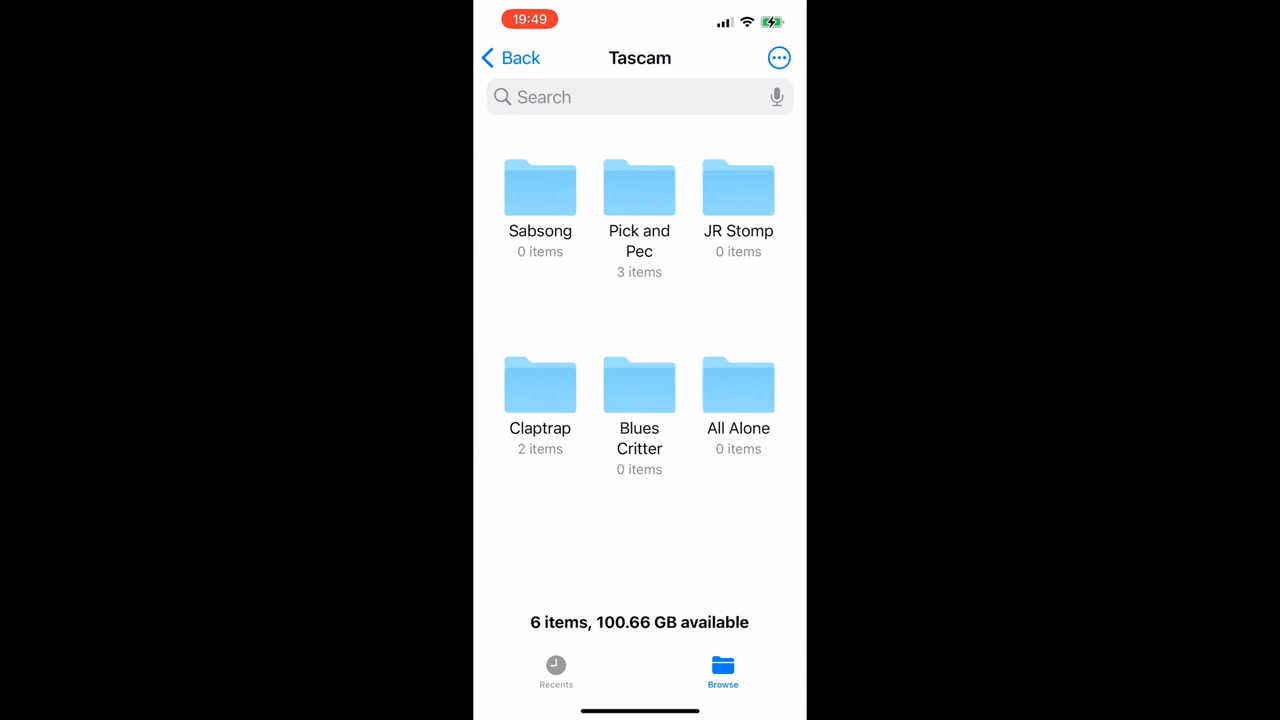 19:49
Back
Tascam
Search
Sabsong
0 items
Pick and
Pec
3 items
JR Stomp
0 items
Claptrap
2 items
Blues
Critter
0 items
All Alone
0 items
6 items, 100.66 GB available
Recents
Browse